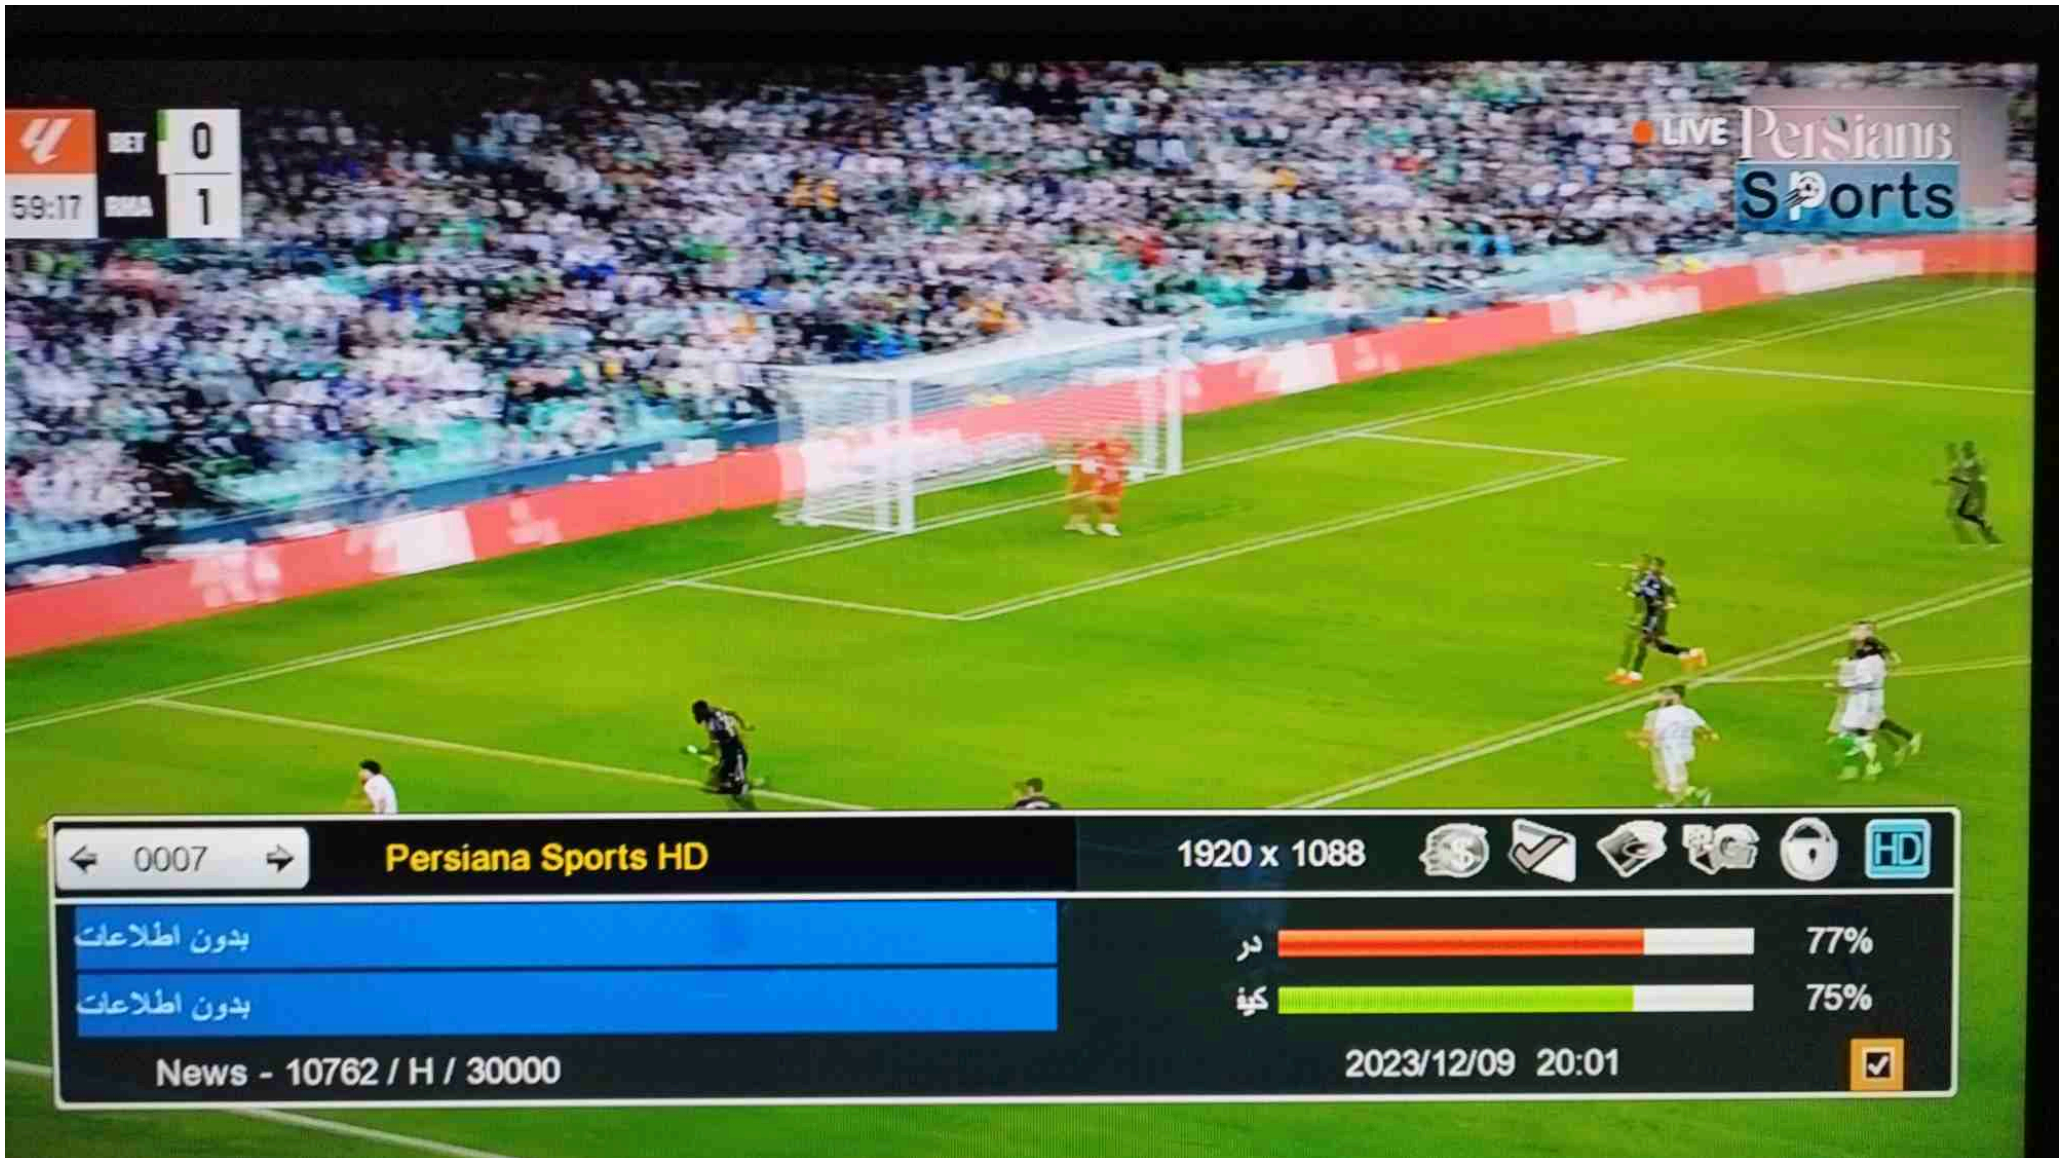 BET 0
59:17 RMA 1
LIVE Persiana
Sports
0007 Persiana Sports HD 1920 x 1088 HD
بدون اطلاعات
در 77%
بدون اطلاعات
كيف 75%
News - 10762 / H / 30000 2023/12/09 20:01